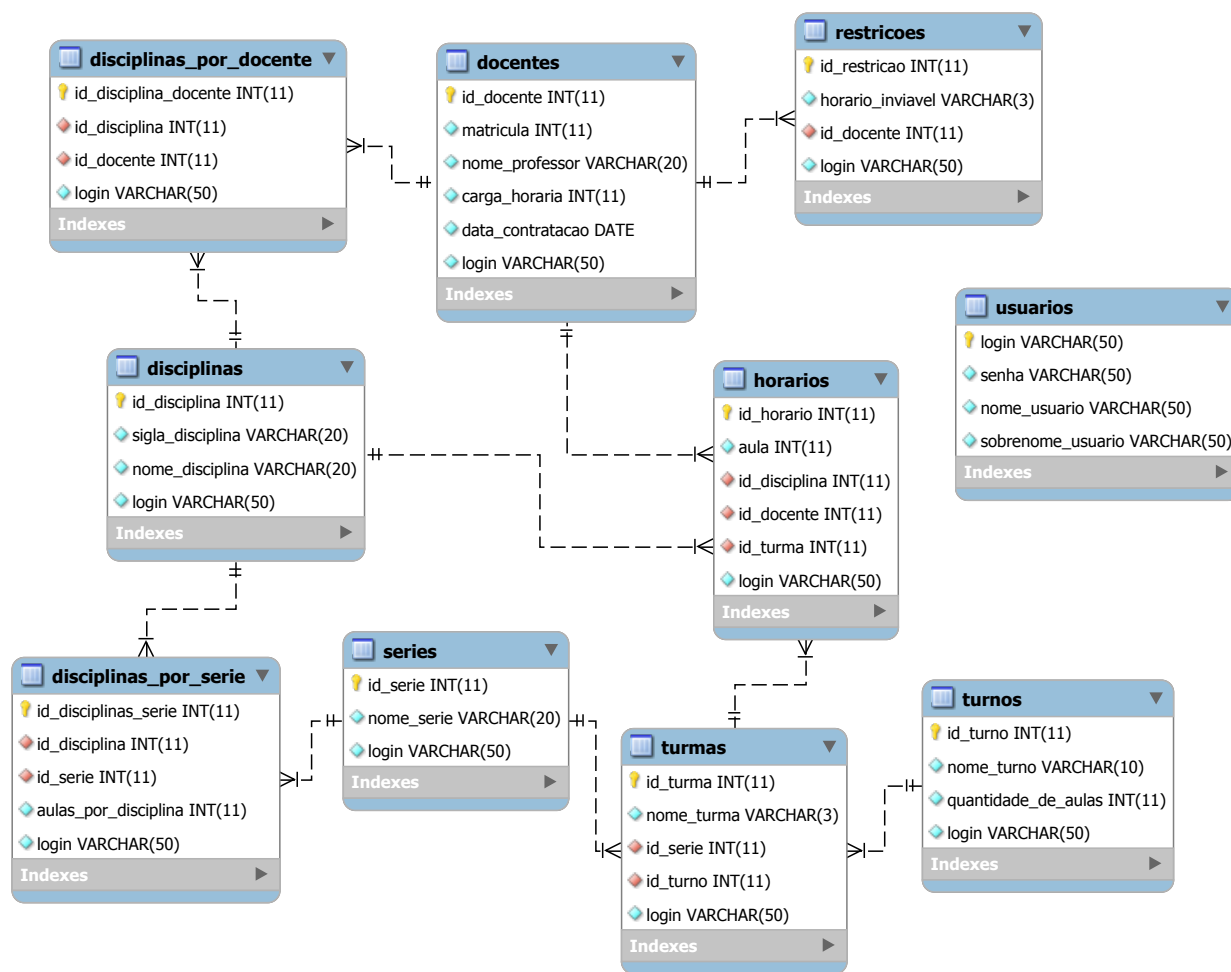 disciplinas_por_docente
id_disciplina_docente INT(11)
id_disciplina INT(11)
id_docente INT(11)
login VARCHAR(50)
Indexes
docentes
id_docente INT(11)
matricula INT(11)
nome_professor VARCHAR(20)
carga_horaria INT(11)
data_contratacao DATE
login VARCHAR(50)
Indexes
restricoes
id_restricao INT(11)
horario_inviavel VARCHAR(3)
id_docente INT(11)
login VARCHAR(50)
Indexes
usuarios
login VARCHAR(50)
senha VARCHAR(50)
nome_usuario VARCHAR(50)
sobrenome_usuario VARCHAR(50)
Indexes
disciplinas
id_disciplina INT(11)
sigla_disciplina VARCHAR(20)
nome_disciplina VARCHAR(20)
login VARCHAR(50)
Indexes
horarios
id_horario INT(11)
aula INT(11)
id_disciplina INT(11)
id_docente INT(11)
id_turma INT(11)
login VARCHAR(50)
Indexes
disciplinas_por_serie
id_disciplinas_serie INT(11)
id_disciplina INT(11)
id_serie INT(11)
aulas_por_disciplina INT(11)
login VARCHAR(50)
Indexes
series
id_serie INT(11)
nome_serie VARCHAR(20)
login VARCHAR(50)
Indexes
turmas
id_turma INT(11)
nome_turma VARCHAR(3)
id_serie INT(11)
id_turno INT(11)
login VARCHAR(50)
Indexes
turnos
id_turno INT(11)
nome_turno VARCHAR(10)
quantidade_de_aulas INT(11)
login VARCHAR(50)
Indexes